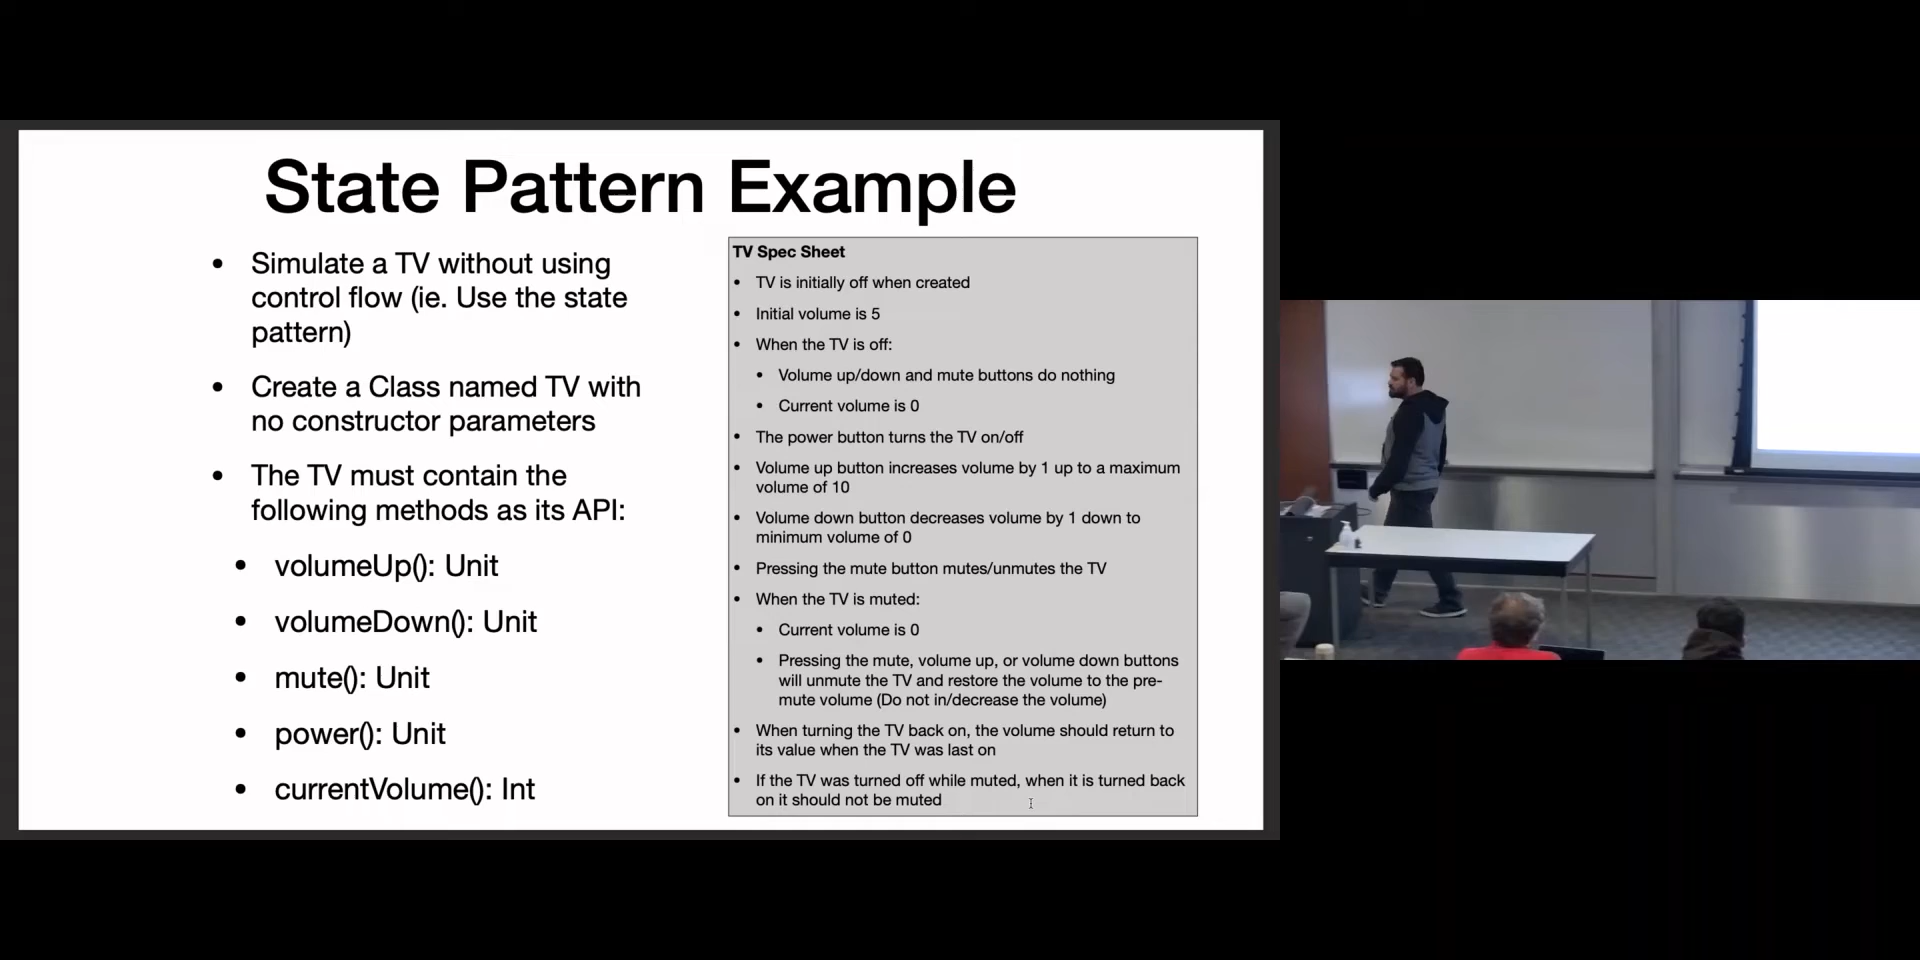 State Pattern Example
• Simulate a TV without using
control flow (ie. Use the state
pattern)
• Create a Class named TV with
no constructor parameters
• The TV must contain the
following methods as its API:
• volumeUp(): Unit
• volumeDown(): Unit
• mute(): Unit
• power(): Unit
• currentVolume(): Int
TV Spec Sheet
• TV is initially off when created
• Initial volume is 5
• When the TV is off:
• Volume up/down and mute buttons do nothing
• Current volume is 0
• The power button turns the TV on/off
• Volume up button increases volume by 1 up to a maximum
volume of 10
• Volume down button decreases volume by 1 down to
minimum volume of 0
• Pressing the mute button mutes/unmutes the TV
• When the TV is muted:
• Current volume is 0
• Pressing the mute, volume up, or volume down buttons
will unmute the TV and restore the volume to the pre-
mute volume (Do not in/decrease the volume)
• When turning the TV back on, the volume should return to
its value when the TV was last on
• If the TV was turned off while muted, when it is turned back
on it should not be muted